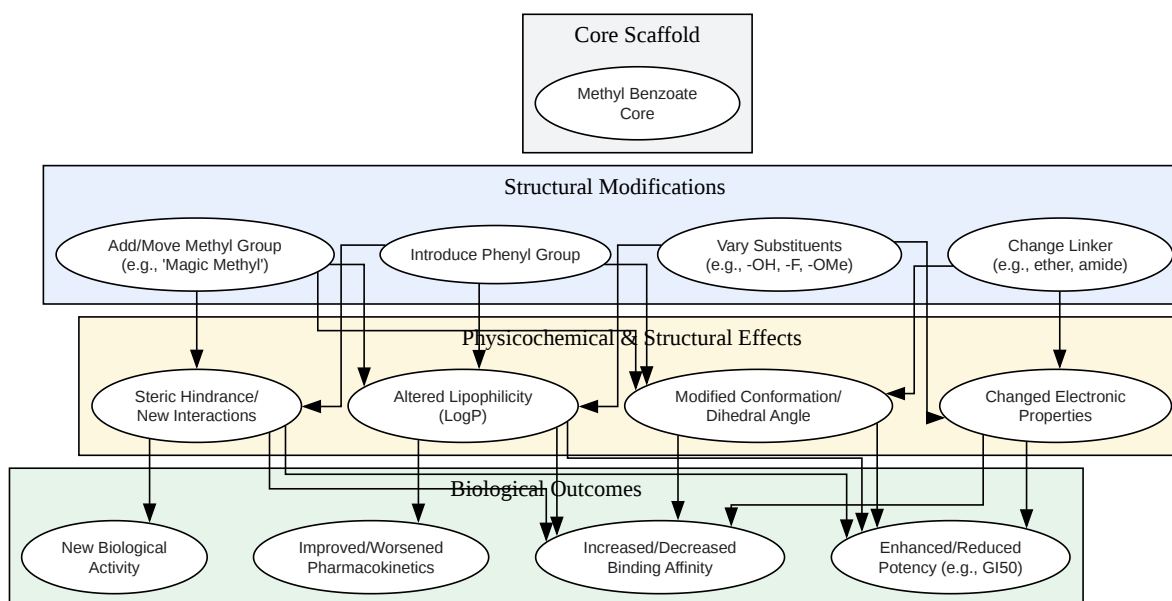 Core Scaffold
Methyl Benzoate
Core
Structural Modifications
Add/Move Methyl Group
(e.g., 'Magic Methyl')
Introduce Phenyl Group
Vary Substituents
(e.g., -OH, -F, -OMe)
Change Linker
(e.g., ether, amide)
Physicochemical & Structural Effects
Steric Hindrance/
New Interactions
Altered Lipophilicity
(LogP)
Modified Conformation/
Dihedral Angle
Changed Electronic
Properties
Biological Outcomes
New Biological
Activity
Improved/Worsened
Pharmacokinetics
Increased/Decreased
Binding Affinity
Enhanced/Reduced
Potency (e.g., GI50)